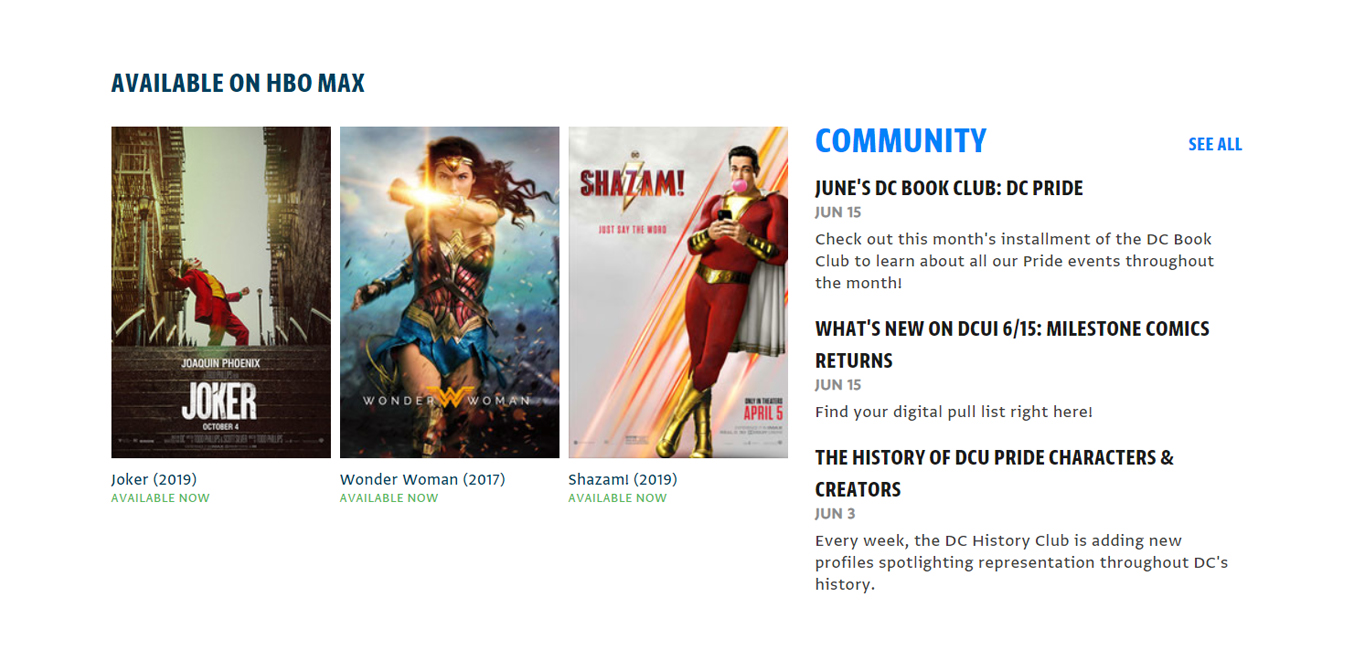 AVAILABLE ON HBO MAX
JOAQUIN PHOENIX
JOKER
OCTOBER 4
Joker (2019)
AVAILABLE NOW
WONDER WOMAN
Wonder Woman (2017)
AVAILABLE NOW
DC
SHAZAM!
JUST SAY THE WORD
ONLY IN THEATERS
APRIL 5
Shazam! (2019)
AVAILABLE NOW
COMMUNITY
SEE ALL
JUNE'S DC BOOK CLUB: DC PRIDE
JUN 15
Check out this month's installment of the DC Book
Club to learn about all our Pride events throughout
the month!
WHAT'S NEW ON DCUI 6/15: MILESTONE COMICS
RETURNS
JUN 15
Find your digital pull list right here!
THE HISTORY OF DCU PRIDE CHARACTERS &
CREATORS
JUN 3
Every week, the DC History Club is adding new
profiles spotlighting representation throughout DC's
history.